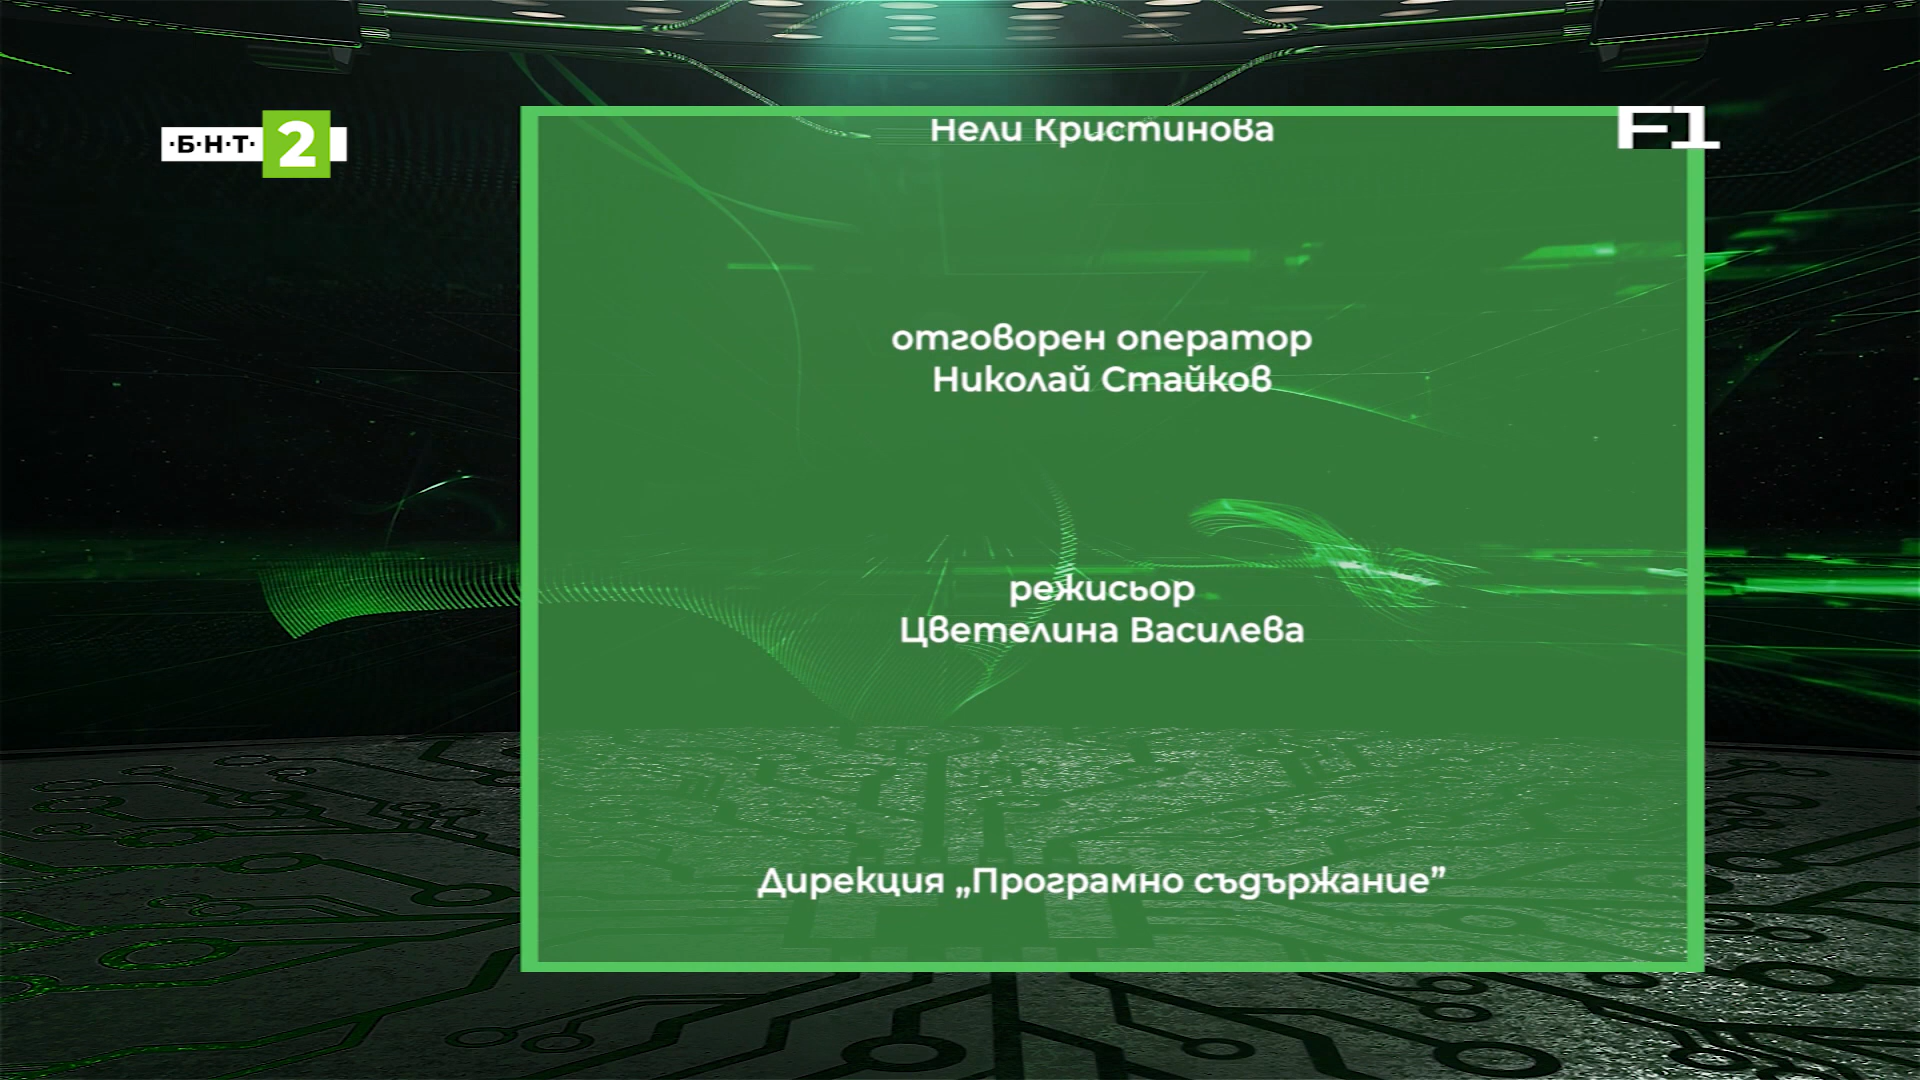 ·Б·Н·Т· 2
F1
Нели Кристинова
отговорен оператор
Николай Стайков
режисьор
Цветелина Василева
Дирекция „Програмно съдържание”